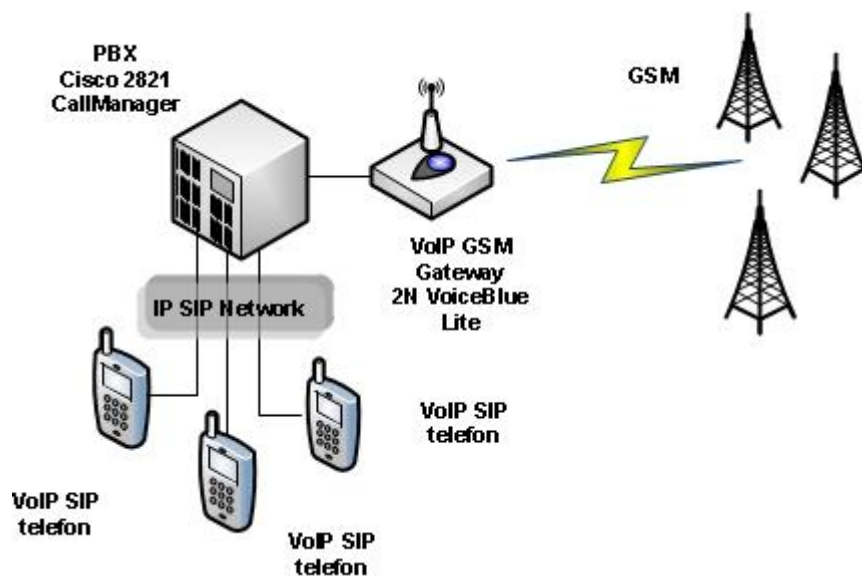 PBX
Cisco 2821
CallManager
GSM
VoIP GSM
Gateway
2N VoiceBlue
Lite
IP SIP Network
VoIP SIP
telefon
VoIP SIP
telefon
VoIP SIP
telefon